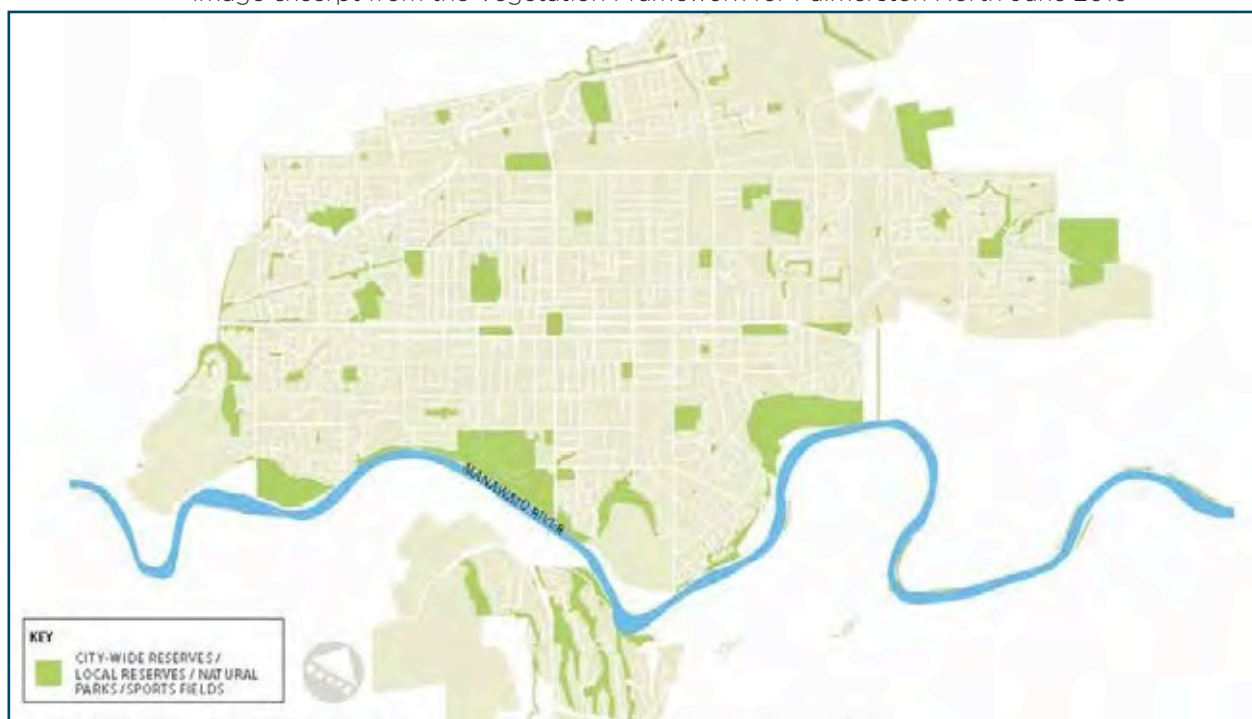 Image excerpt from the Vegetation Framework for Palmerston North June 2016
MANAWATU RIVER
KEY
CITY-WIDE RESERVES /
LOCAL RESERVES / NATURAL
PARKS / SPORTS FIELDS